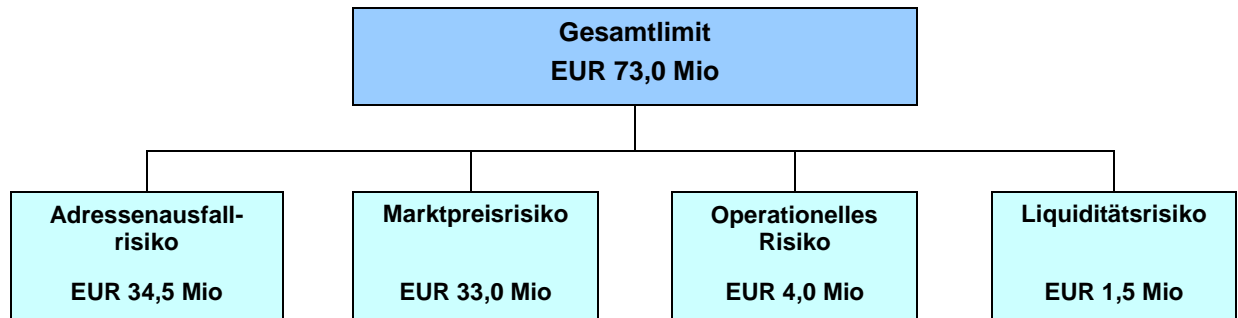 Gesamtlimit
EUR 73,0 Mio
Adressenausfall-
risiko
EUR 34,5 Mio
Marktpreisrisiko
EUR 33,0 Mio
Operationelles
Risiko
EUR 4,0 Mio
Liquiditätsrisiko
EUR 1,5 Mio